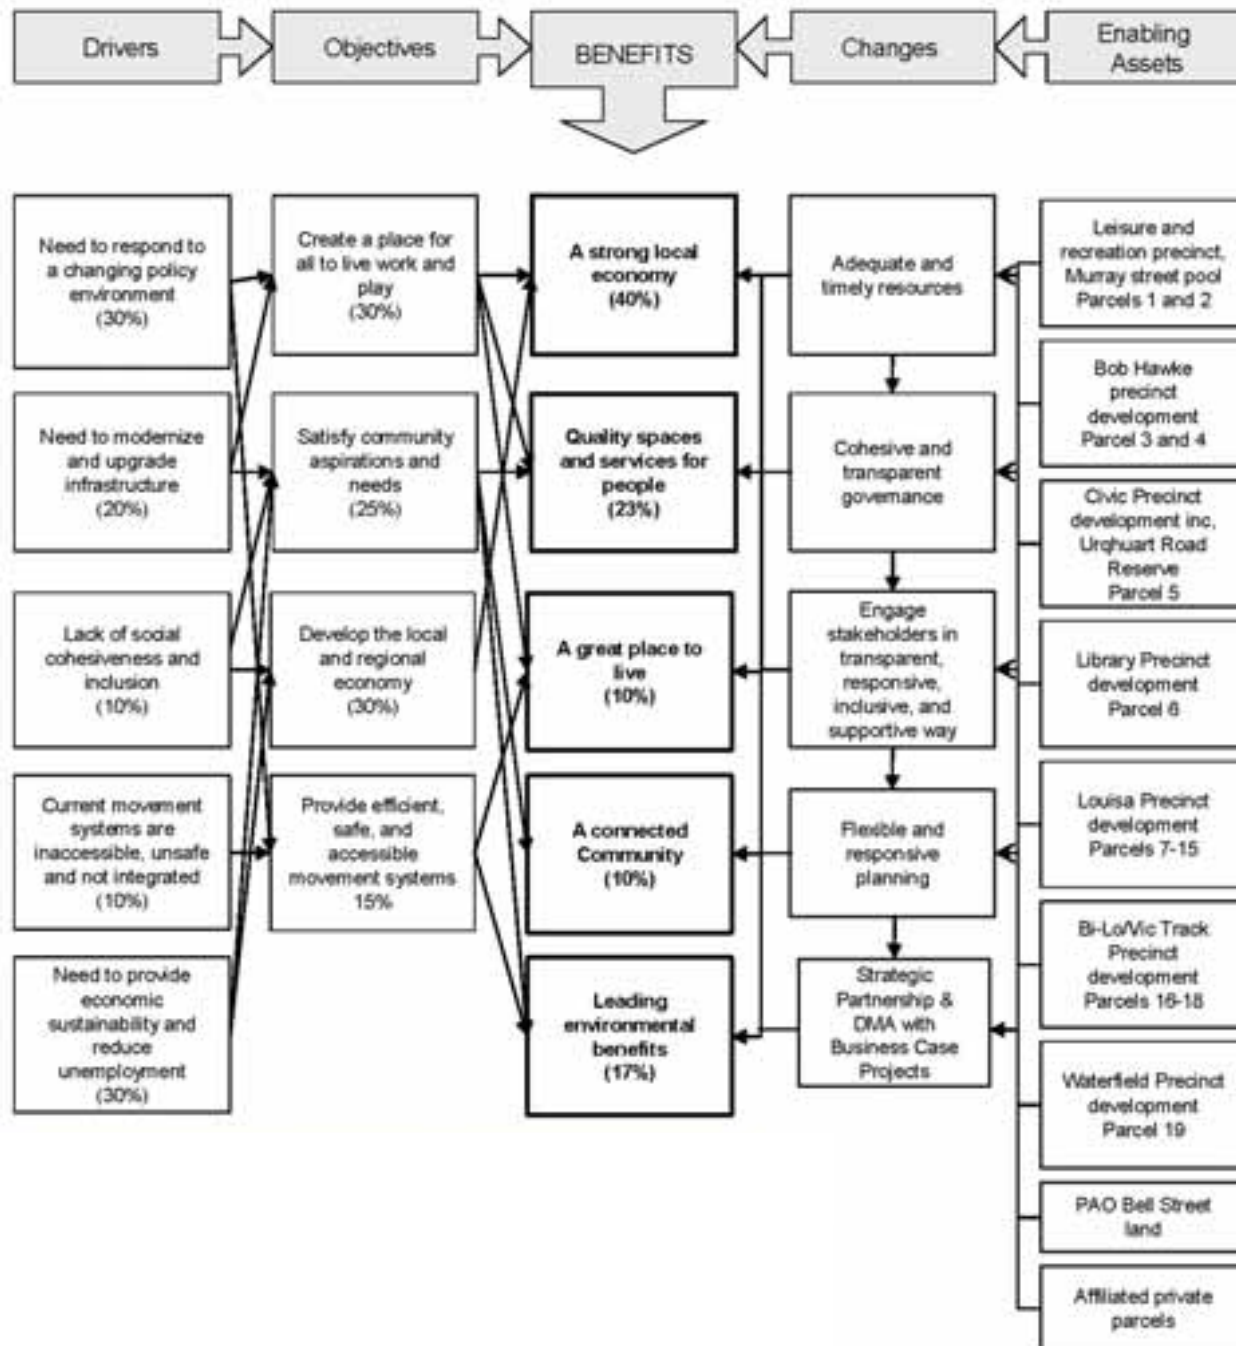 Drivers
Objectives
BENEFITS
Changes
Enabling
Assets
Need to respond to
a changing policy
environment
(30%)
Need to modernize
and upgrade
infrastructure
(20%)
Lack of social
cohesiveness and
inclusion
(10%)
Current movement
systems are
inaccessible, unsafe
and not integrated
(10%)
Need to provide
economic
sustainability and
reduce
unemployment
(30%)
Create a place for
all to live work and
play
(30%)
Satisfy community
aspirations and
needs
(25%)
Develop the local
and regional
economy
(30%)
Provide efficient,
safe, and
accessible
movement systems
15%
A strong local
economy
(40%)
Quality spaces
and services for
people
(23%)
A great place to
live
(10%)
A connected
Community
(10%)
Leading
environmental
benefits
(17%)
Adequate and
timely resources
Cohesive and
transparent
governance
Engage
stakeholders in
transparent,
responsive,
inclusive, and
supportive way
Flexible and
responsive
planning
Strategic
Partnership &
DMA with
Business Case
Projects
Leisure and
recreation precinct,
Murray street pool
Parcels 1 and 2
Bob Hawke
precinct
development
Parcel 3 and 4
Civic Precinct
development inc,
Urqhuart Road
Reserve
Parcel 5
Library Precinct
development
Parcel 6
Louisa Precinct
development
Parcels 7-15
Bi-Lo/Vic Track
Precinct
development
Parcels 16-18
Waterfield Precinct
development
Parcel 19
PAO Bell Street
land
Affiliated private
parcels